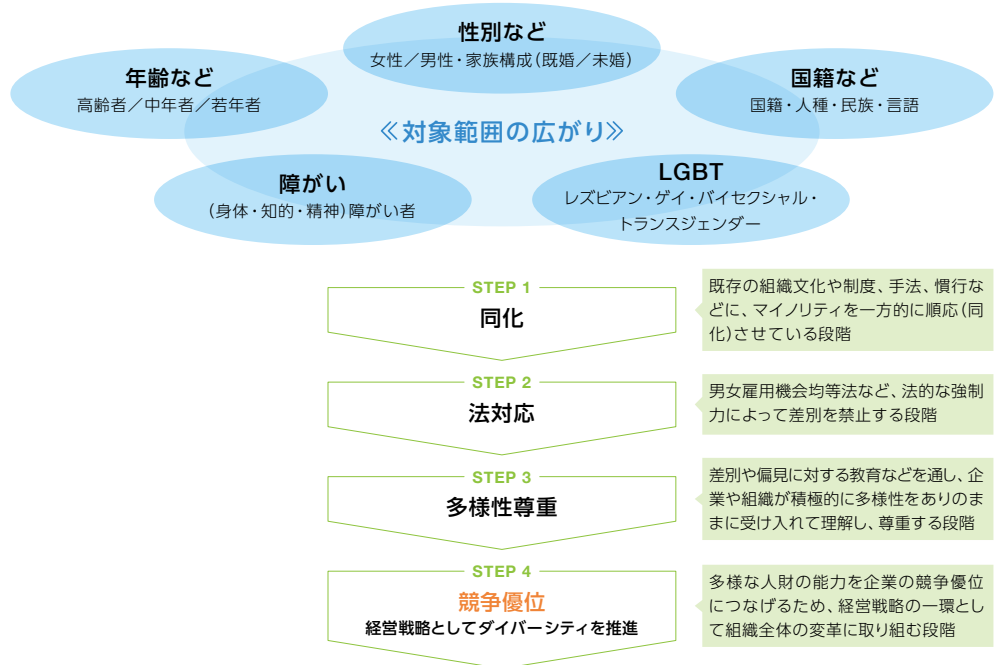 性別など
女性／男性・家族構成（既婚／未婚）
年齢など
高齢者／中年者／若年者
国籍など
国籍・人種・民族・言語
≪対象範囲の広がり≫
障がい
（身体・知的・精神）障がい者
LGBT
レズビアン・ゲイ・バイセクシャル・
トランスジェンダー
STEP 1
同化
既存の組織文化や制度、手法、慣行な
どに、マイノリティを一方的に順応（同
化）させている段階
STEP 2
法対応
男女雇用機会均等法など、法的な強制
力によって差別を禁止する段階
STEP 3
多様性尊重
差別や偏見に対する教育などを通し、企
業や組織が積極的に多様性をありのま
まに受け入れて理解し、尊重する段階
STEP 4
競争優位
経営戦略としてダイバーシティを推進
多様な人財の能力を企業の競争優位
につなげるため、経営戦略の一環とし
て組織全体の変革に取り組む段階